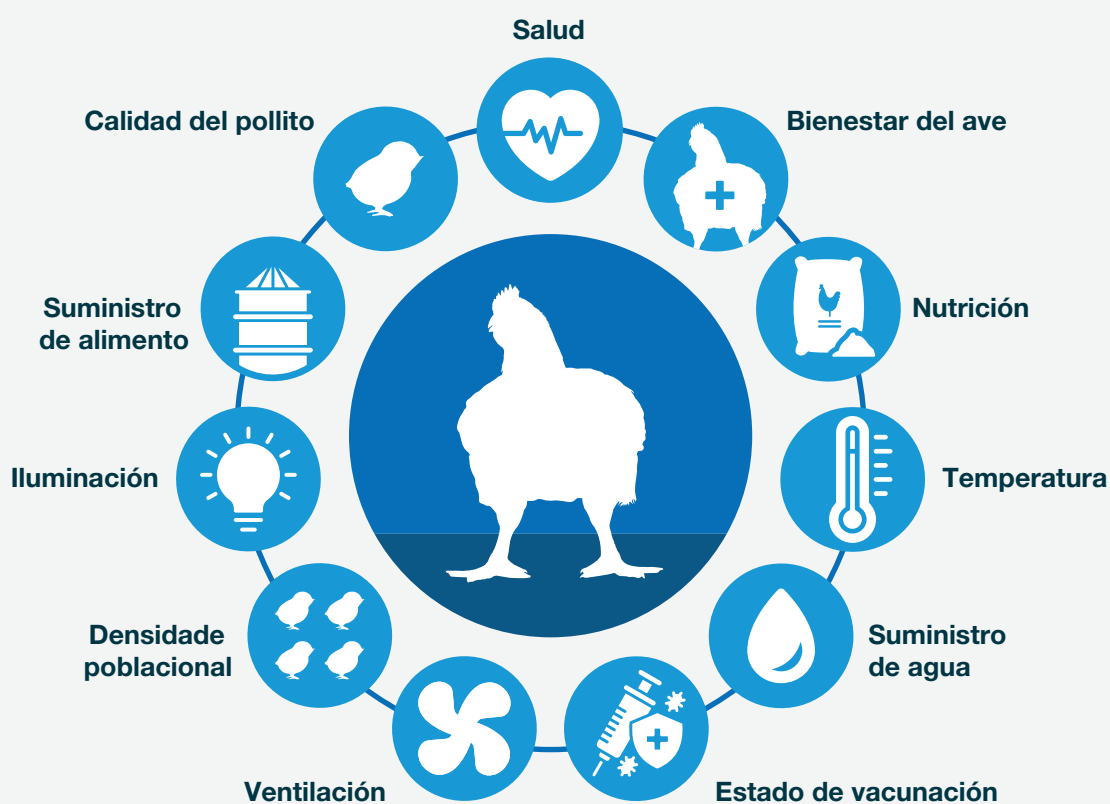 Salud
Bienestar del ave
Nutrición
Temperatura
Suministro
de agua
Estado de vacunación
Ventilación
Densidade
poblacional
Iluminación
Suministro
de alimento
Calidad del pollito